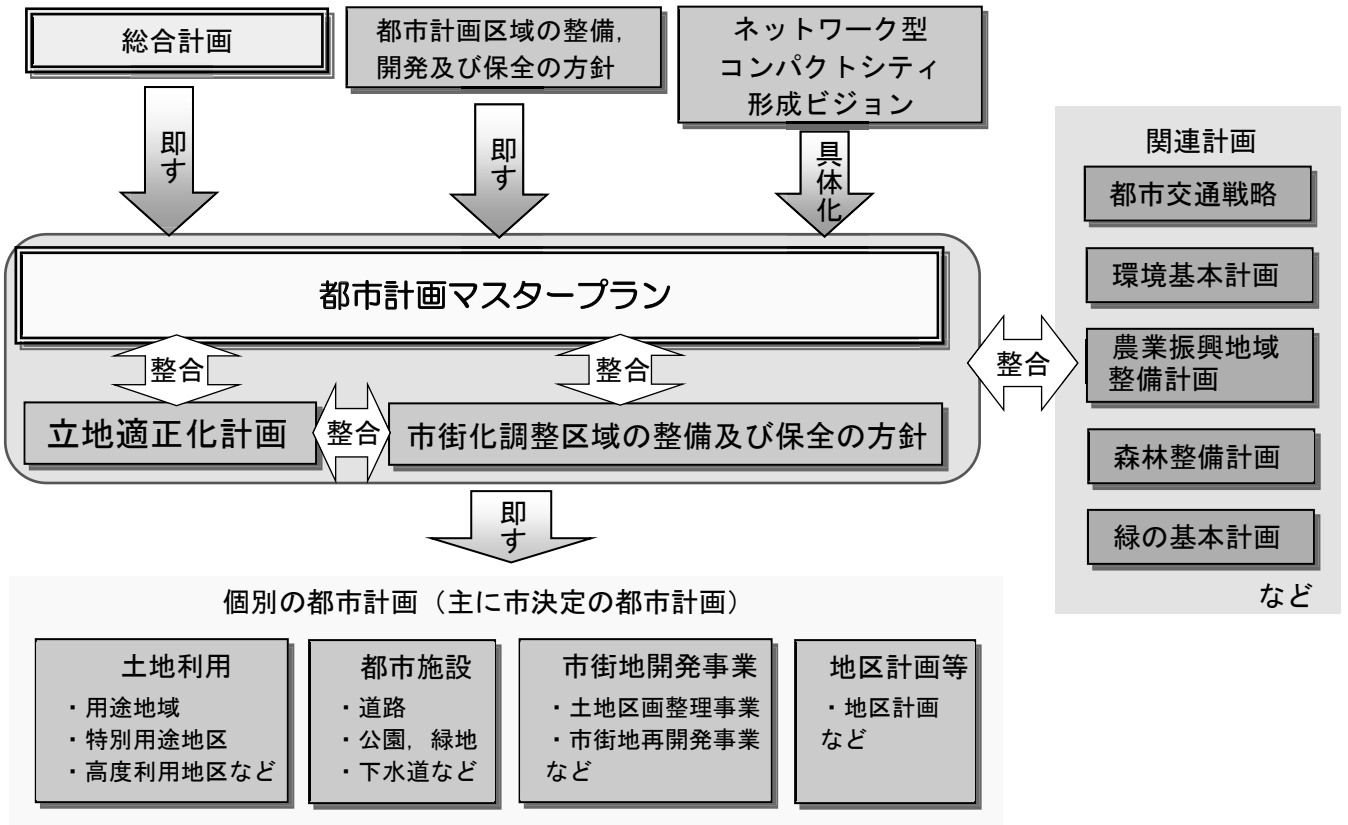 総合計画
都市計画区域の整備,
開発及び保全の方針
ネットワーク型
コンパクトシティ
形成ビジョン
即す
即す
具体化
関連計画
都市交通戦略
環境基本計画
農業振興地域
整備計画
森林整備計画
緑の基本計画
など
都市計画マスタープラン
整合
整合
整合
立地適正化計画
整合
市街化調整区域の整備及び保全の方針
即す
個別の都市計画（主に市決定の都市計画）
土地利用
・用途地域
・特別用途地区
・高度利用地区など
都市施設
・道路
・公園，緑地
・下水道など
市街地開発事業
・土地区画整理事業
・市街地再開発事業
など
地区計画等
・地区計画
など